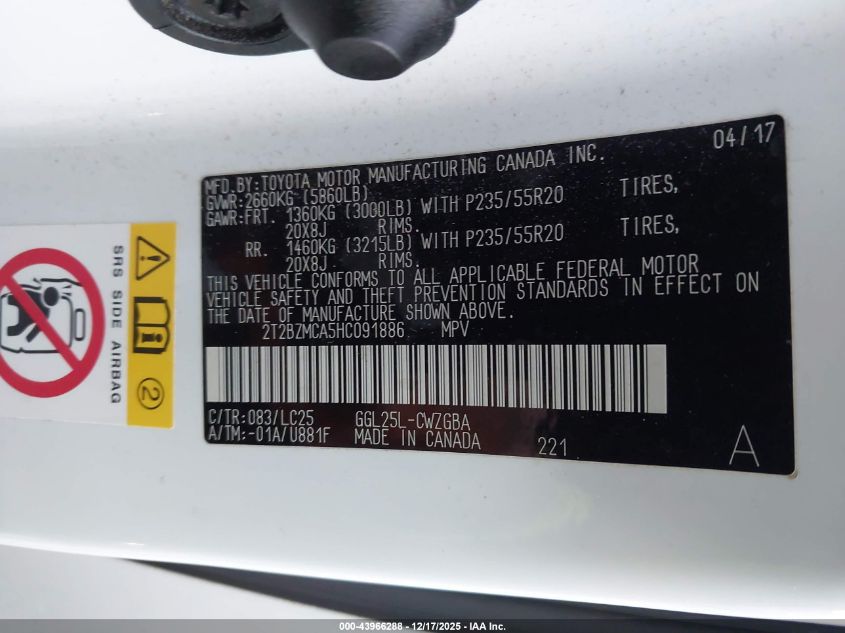 04/17
MFD.BY:TOYOTA MOTOR MANUFACTURING CANADA INC.
GVWR:2660KG (5860LB)
GAWR:FRT. 1360KG (3000LB) WITH P235/55R20 TIRES,
20X8J RIMS.
RR. 1460KG (3215LB) WITH P235/55R20 TIRES,
20X8J RIMS.
THIS VEHICLE CONFORMS TO ALL APPLICABLE FEDERAL MOTOR
VEHICLE SAFETY AND THEFT PREVENTION STANDARDS IN EFFECT ON
THE DATE OF MANUFACTURE SHOWN ABOVE.
2T2BZMCA5HC091886 MPV
C/TR:083/LC25 GGL25L-CWZGBA
A/TM:-01A/U881F MADE IN CANADA 221
A
SRS SIDE AIRBAG
2
000-43966288 - 12/17/2025 - IAA Inc.